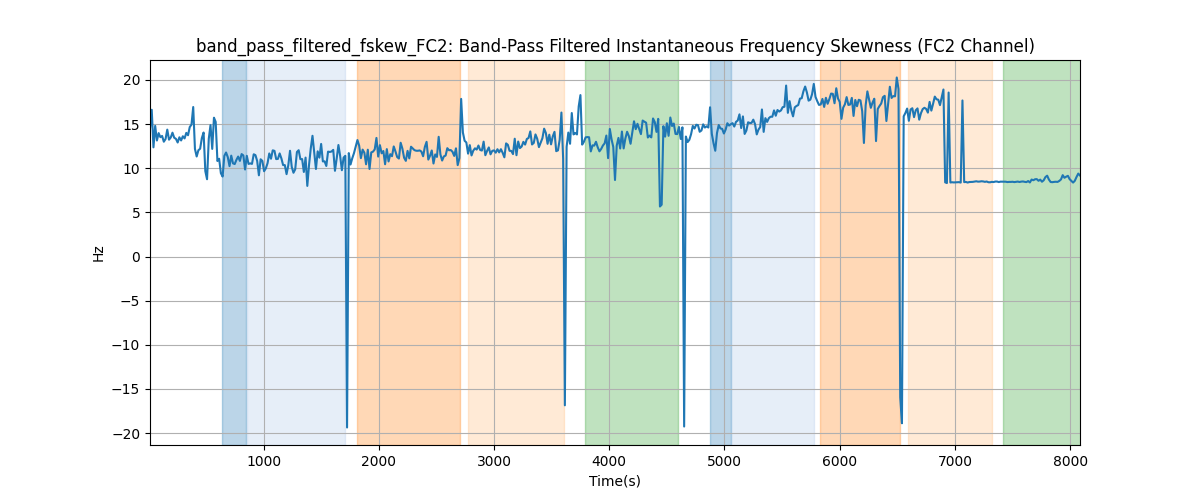 band_pass_filtered_fskew_FC2: Band-Pass Filtered Instantaneous Frequency Skewness (FC2 Channel)
20
15
10
5
0
−5
−10
−15
−20
Hz
1000 2000 3000 4000 5000 6000 7000 8000
Time(s)